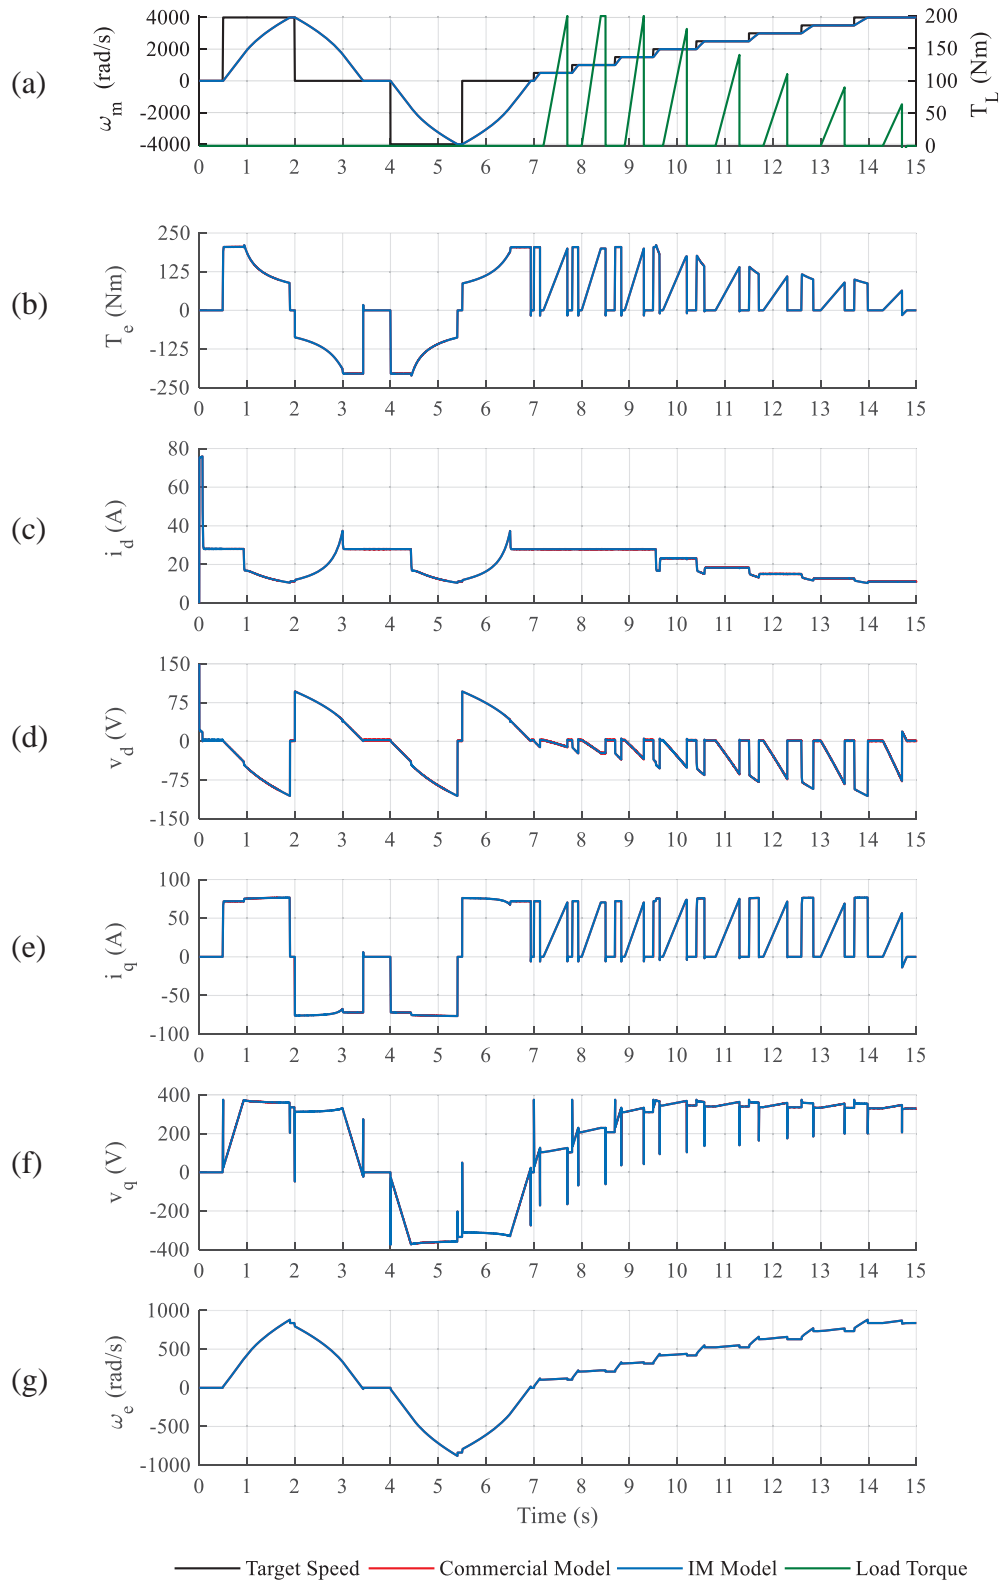 (a)
ω_m (rad/s)
4000
2000
0
-2000
-4000
200
150
100
50
0
T_L (Nm)
0 1 2 3 4 5 6 7 8 9 10 11 12 13 14 15
(b)
T_e (Nm)
250
125
0
-125
-250
0 1 2 3 4 5 6 7 8 9 10 11 12 13 14 15
(c)
i_d (A)
80
60
40
20
0
0 1 2 3 4 5 6 7 8 9 10 11 12 13 14 15
(d)
v_d (V)
150
75
0
-75
-150
0 1 2 3 4 5 6 7 8 9 10 11 12 13 14 15
(e)
i_q (A)
100
50
0
-50
-100
0 1 2 3 4 5 6 7 8 9 10 11 12 13 14 15
(f)
v_q (V)
400
200
0
-200
-400
0 1 2 3 4 5 6 7 8 9 10 11 12 13 14 15
(g)
ω_e (rad/s)
1000
500
0
-500
-1000
0 1 2 3 4 5 6 7 8 9 10 11 12 13 14 15
Time (s)
Target Speed Commercial Model IM Model Load Torque